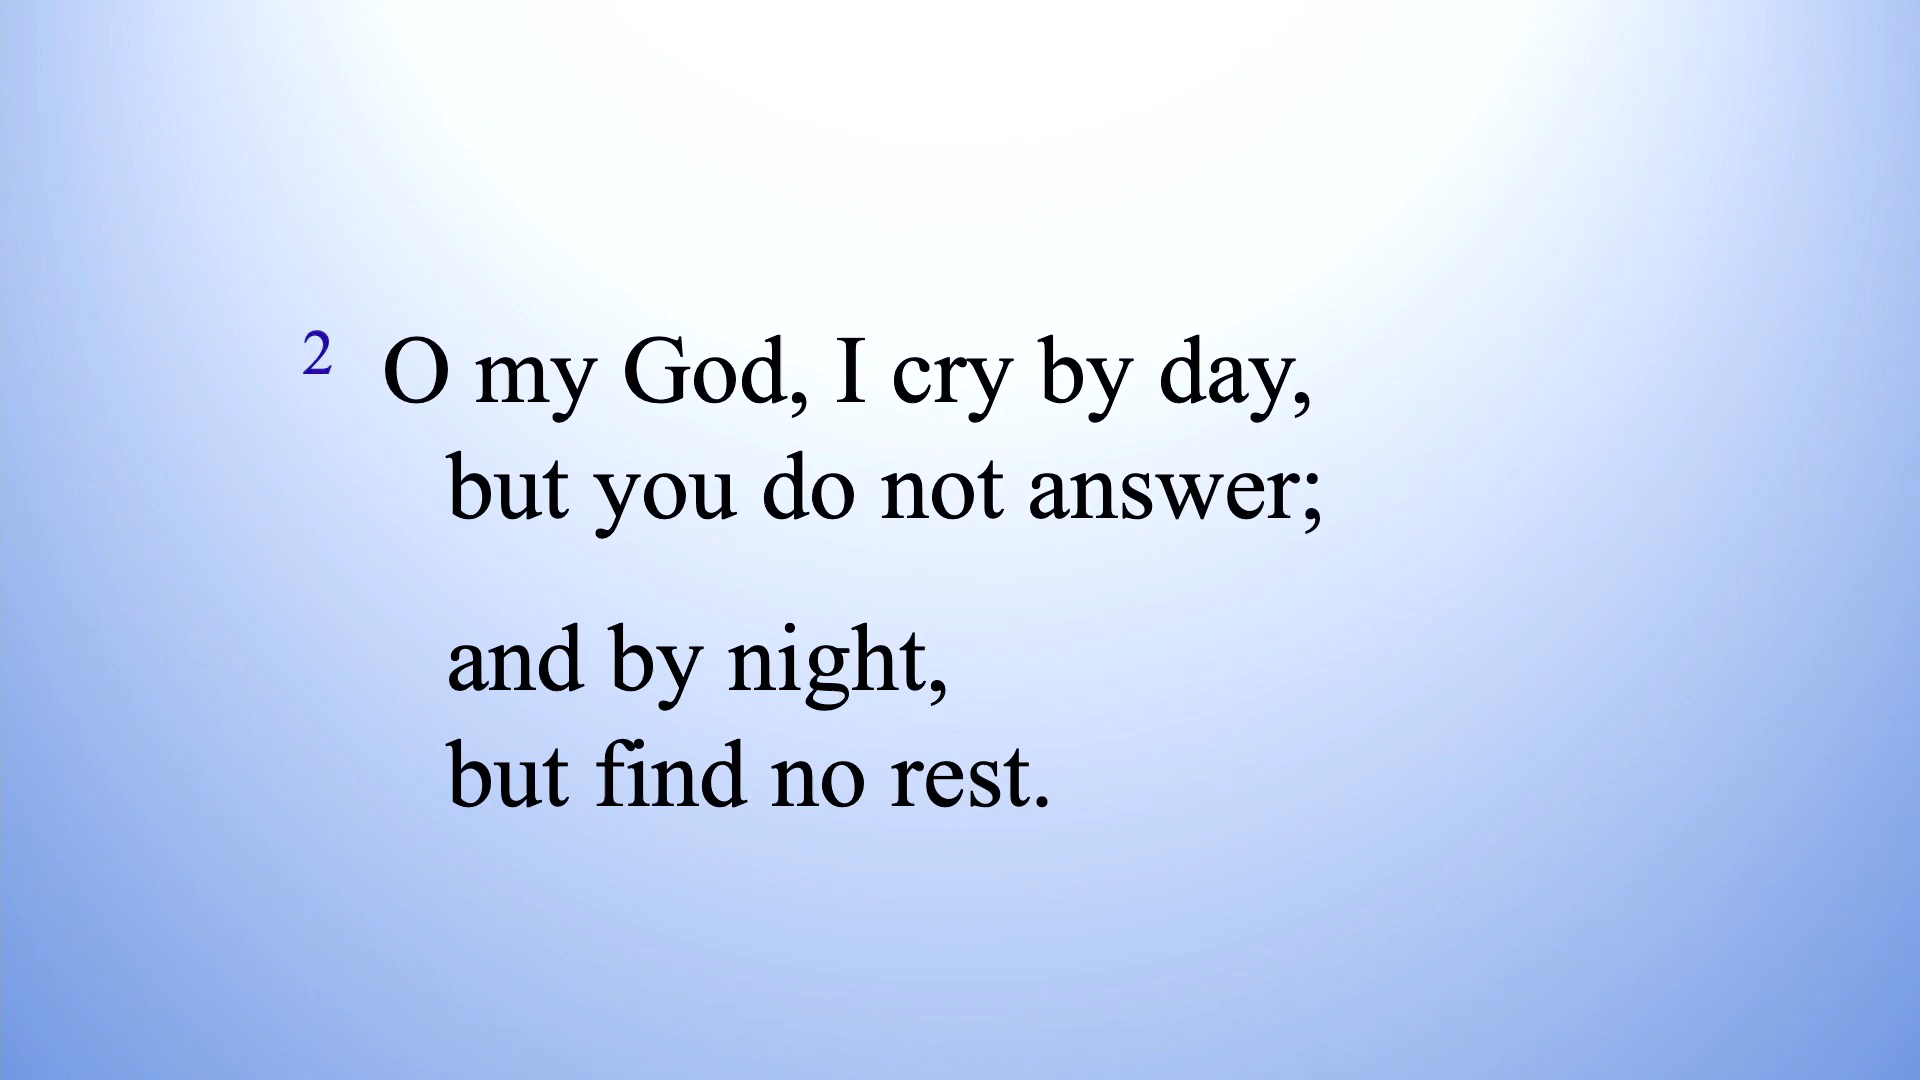 2 O my God, I cry by day,
but you do not answer;
and by night,
but find no rest.